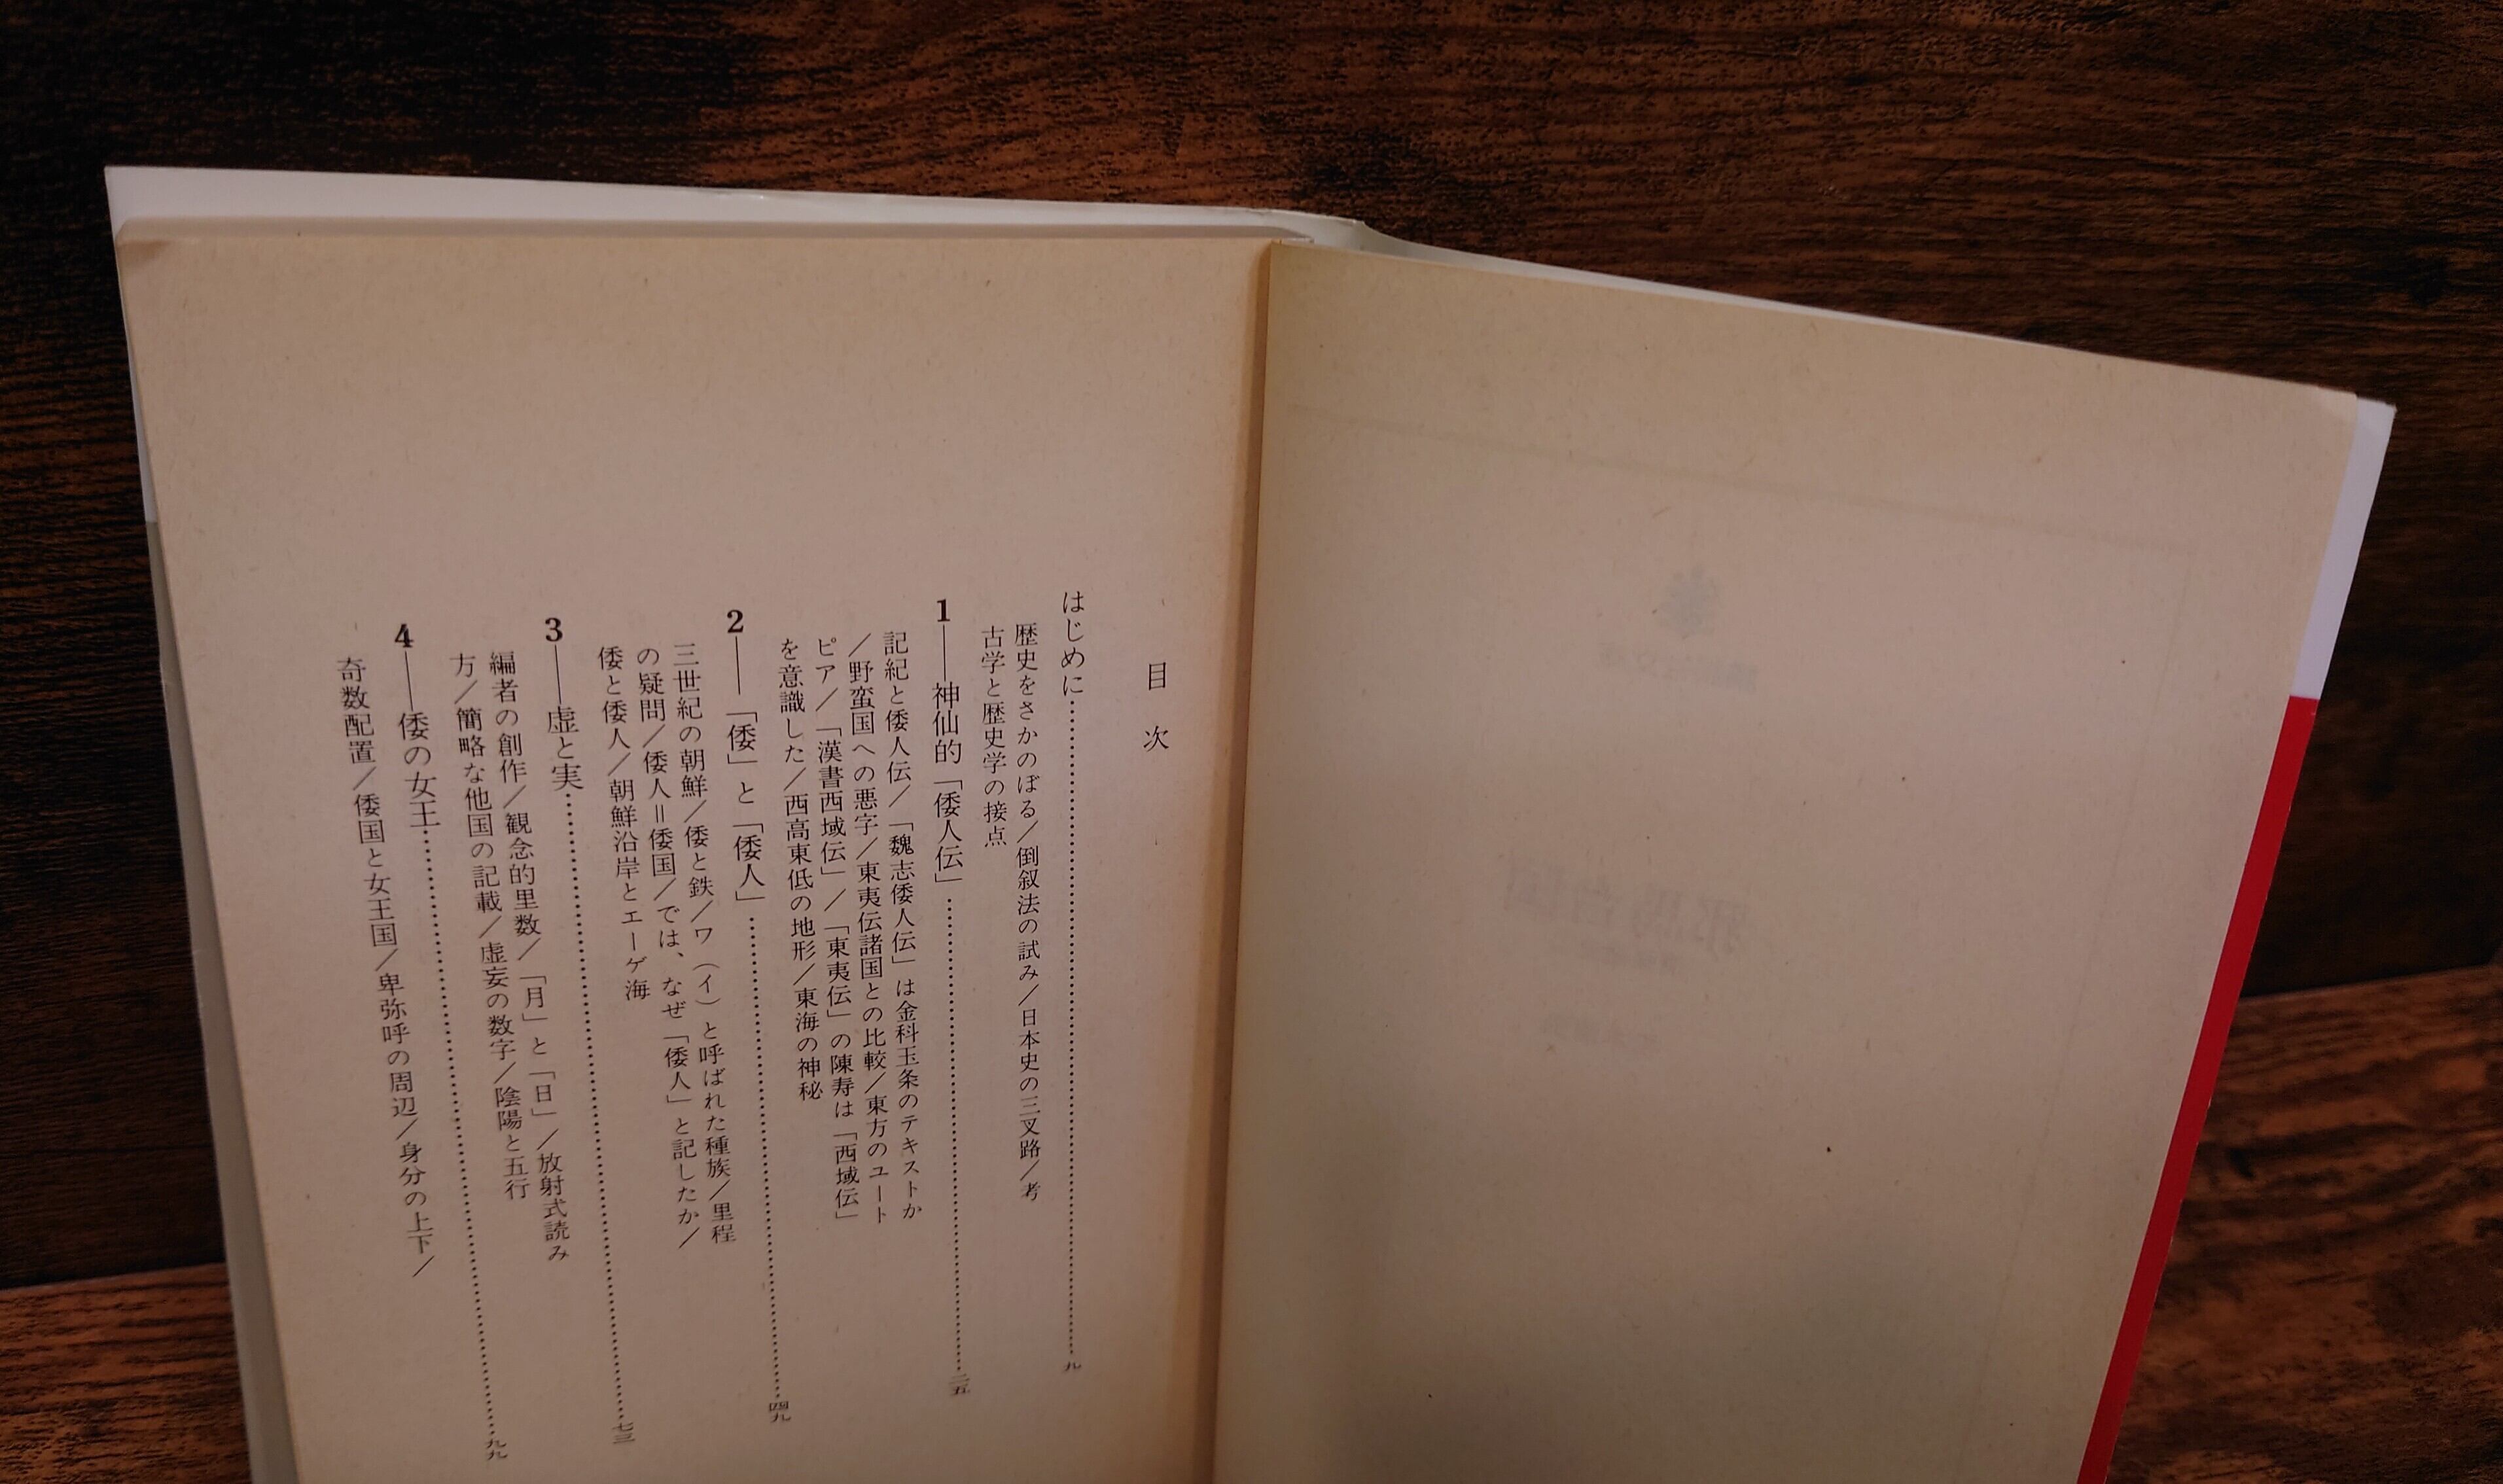 目次
はじめに……………………九
歴史をさかのぼる／倒叙法の試み／日本史の三叉路／考
古学と歴史学の接点
1――神仙的「倭人伝」……………………二五
記紀と倭人伝／「魏志倭人伝」は金科玉条のテキストか
／野蛮国への悪字／東夷伝諸国との比較／東方のユート
ピア／「漢書西域伝」／「東夷伝」の陳寿は「西域伝」
を意識した／西高東低の地形／東海の神秘
2――「倭」と「倭人」……………………四九
三世紀の朝鮮／倭と鉄／ワ（イ）と呼ばれた種族／里程
の疑問／倭人＝倭国／では、なぜ「倭人」と記したか／
倭と倭人／朝鮮沿岸とエーゲ海
3――虚と実……………………七三
編者の創作／観念的里数／「月」と「日」／放射式読み
方／簡略な他国の記載／虚妄の数字／陰陽と五行
4――倭の女王……………………九九
奇数配置／倭国と女王国／卑弥呼の周辺／身分の上下／